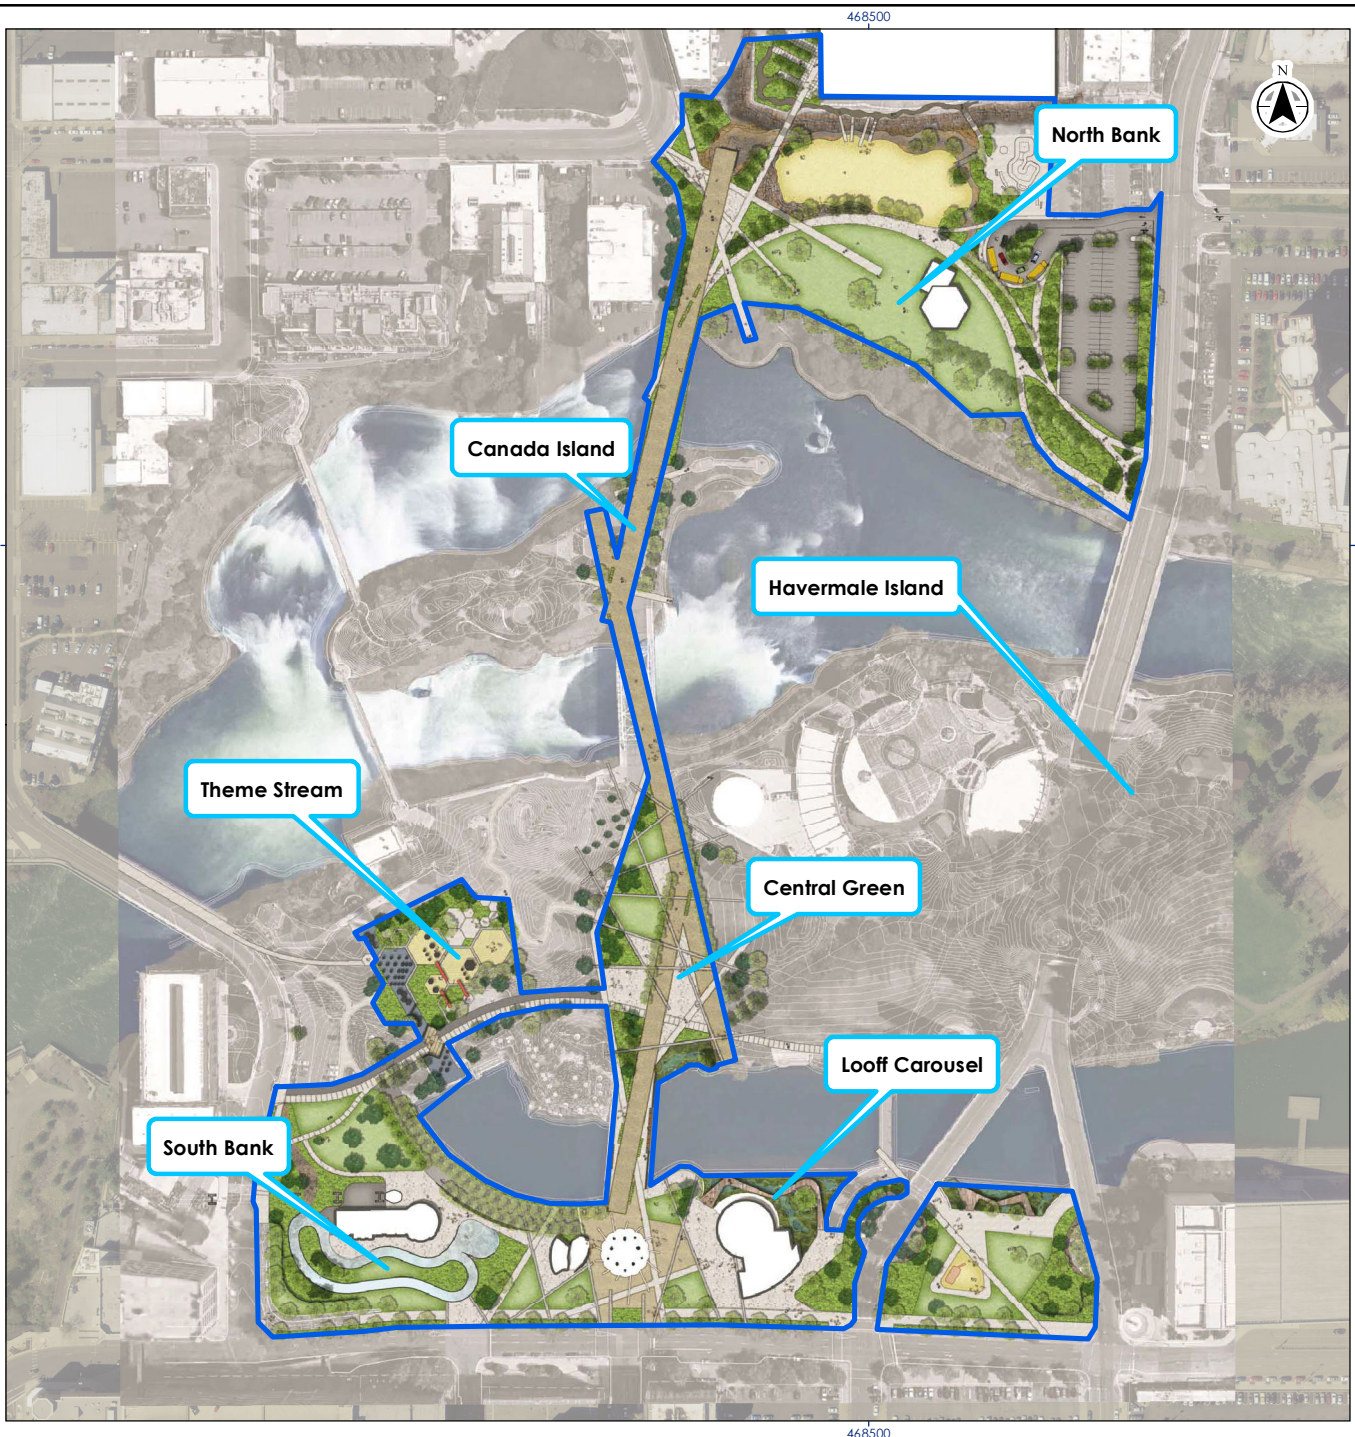 468500
N
North Bank
Canada Island
Havermale Island
Theme Stream
Central Green
Looff Carousel
South Bank
468500